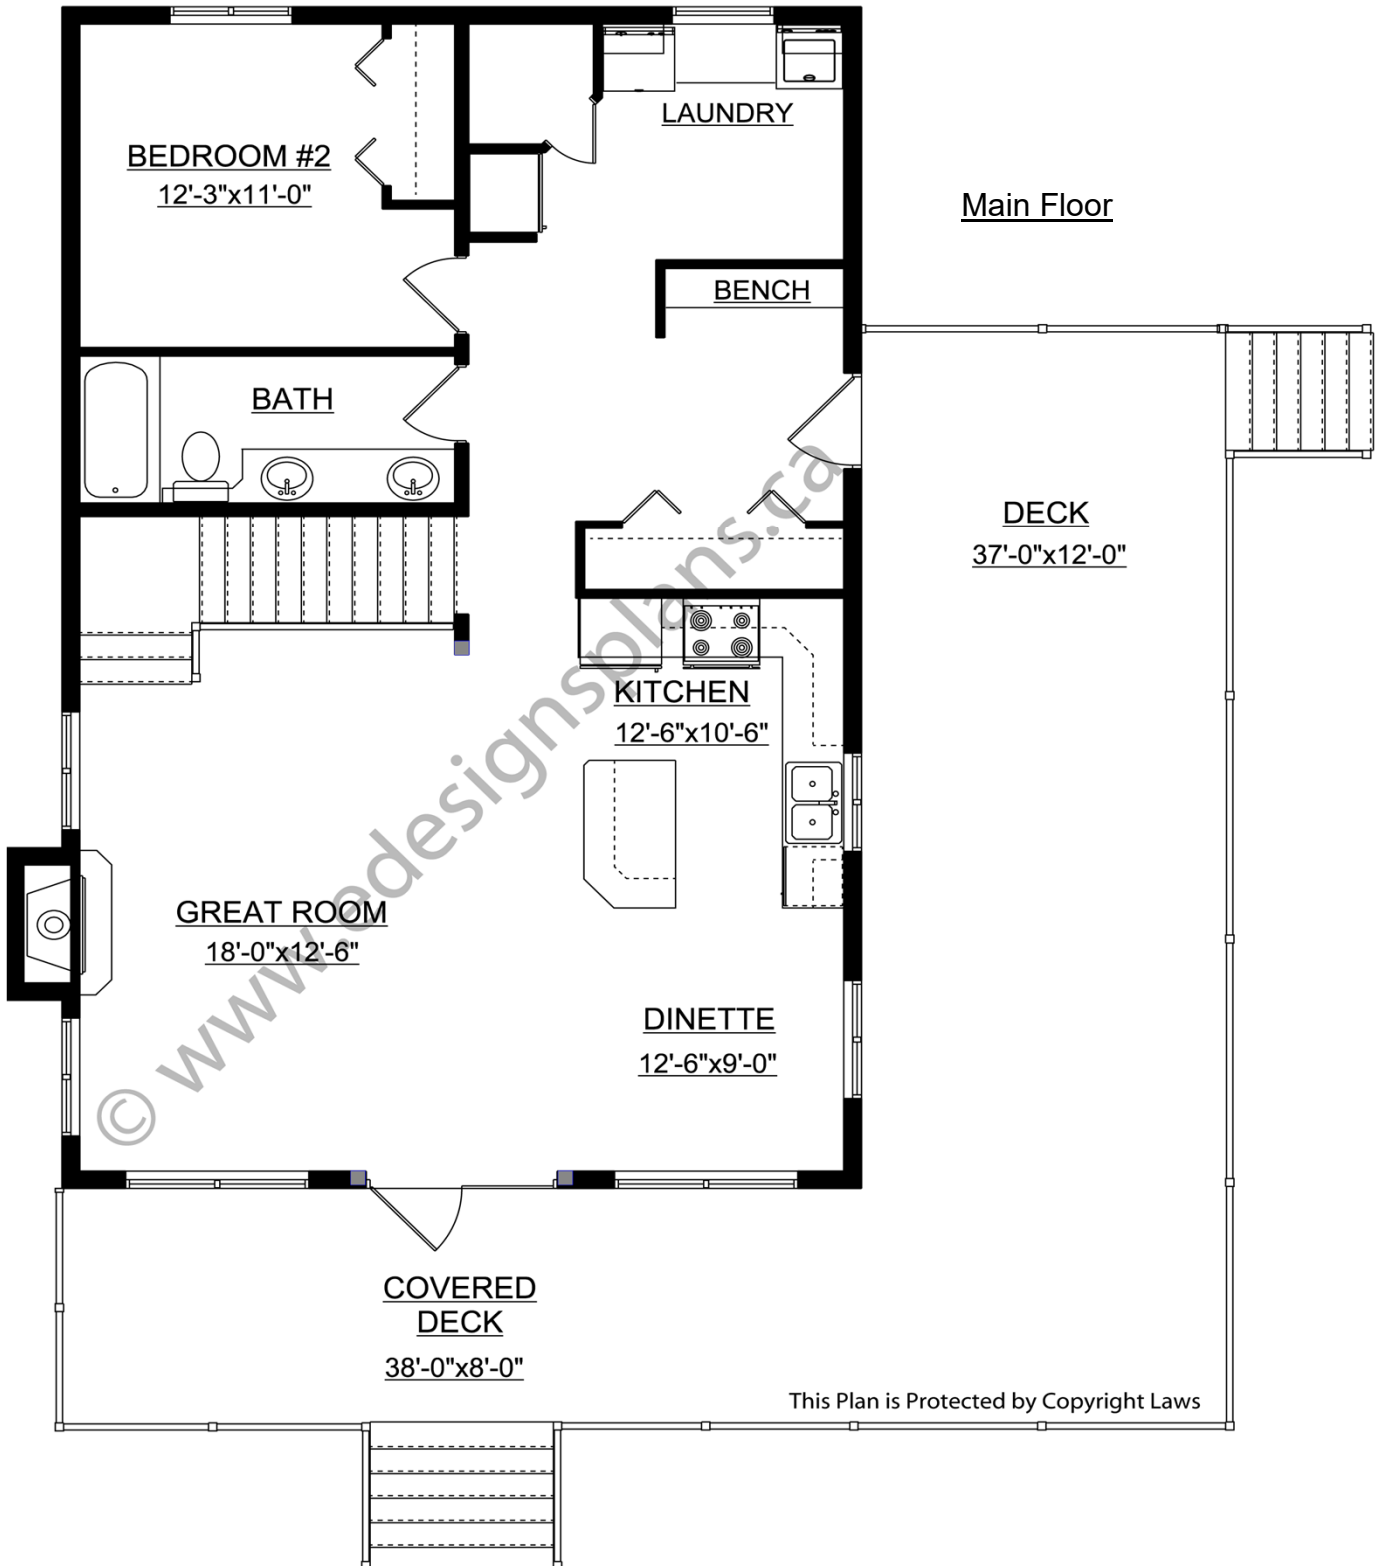 LAUNDRY
BEDROOM #2
12'-3"x11'-0"
Main Floor
BENCH
BATH
DECK
37'-0"x12'-0"
KITCHEN
12'-6"x10'-6"
GREAT ROOM
18'-0"x12'-6"
DINETTE
12'-6"x9'-0"
© www.edesignsplans.ca
COVERED
DECK
38'-0"x8'-0"
This Plan is Protected by Copyright Laws